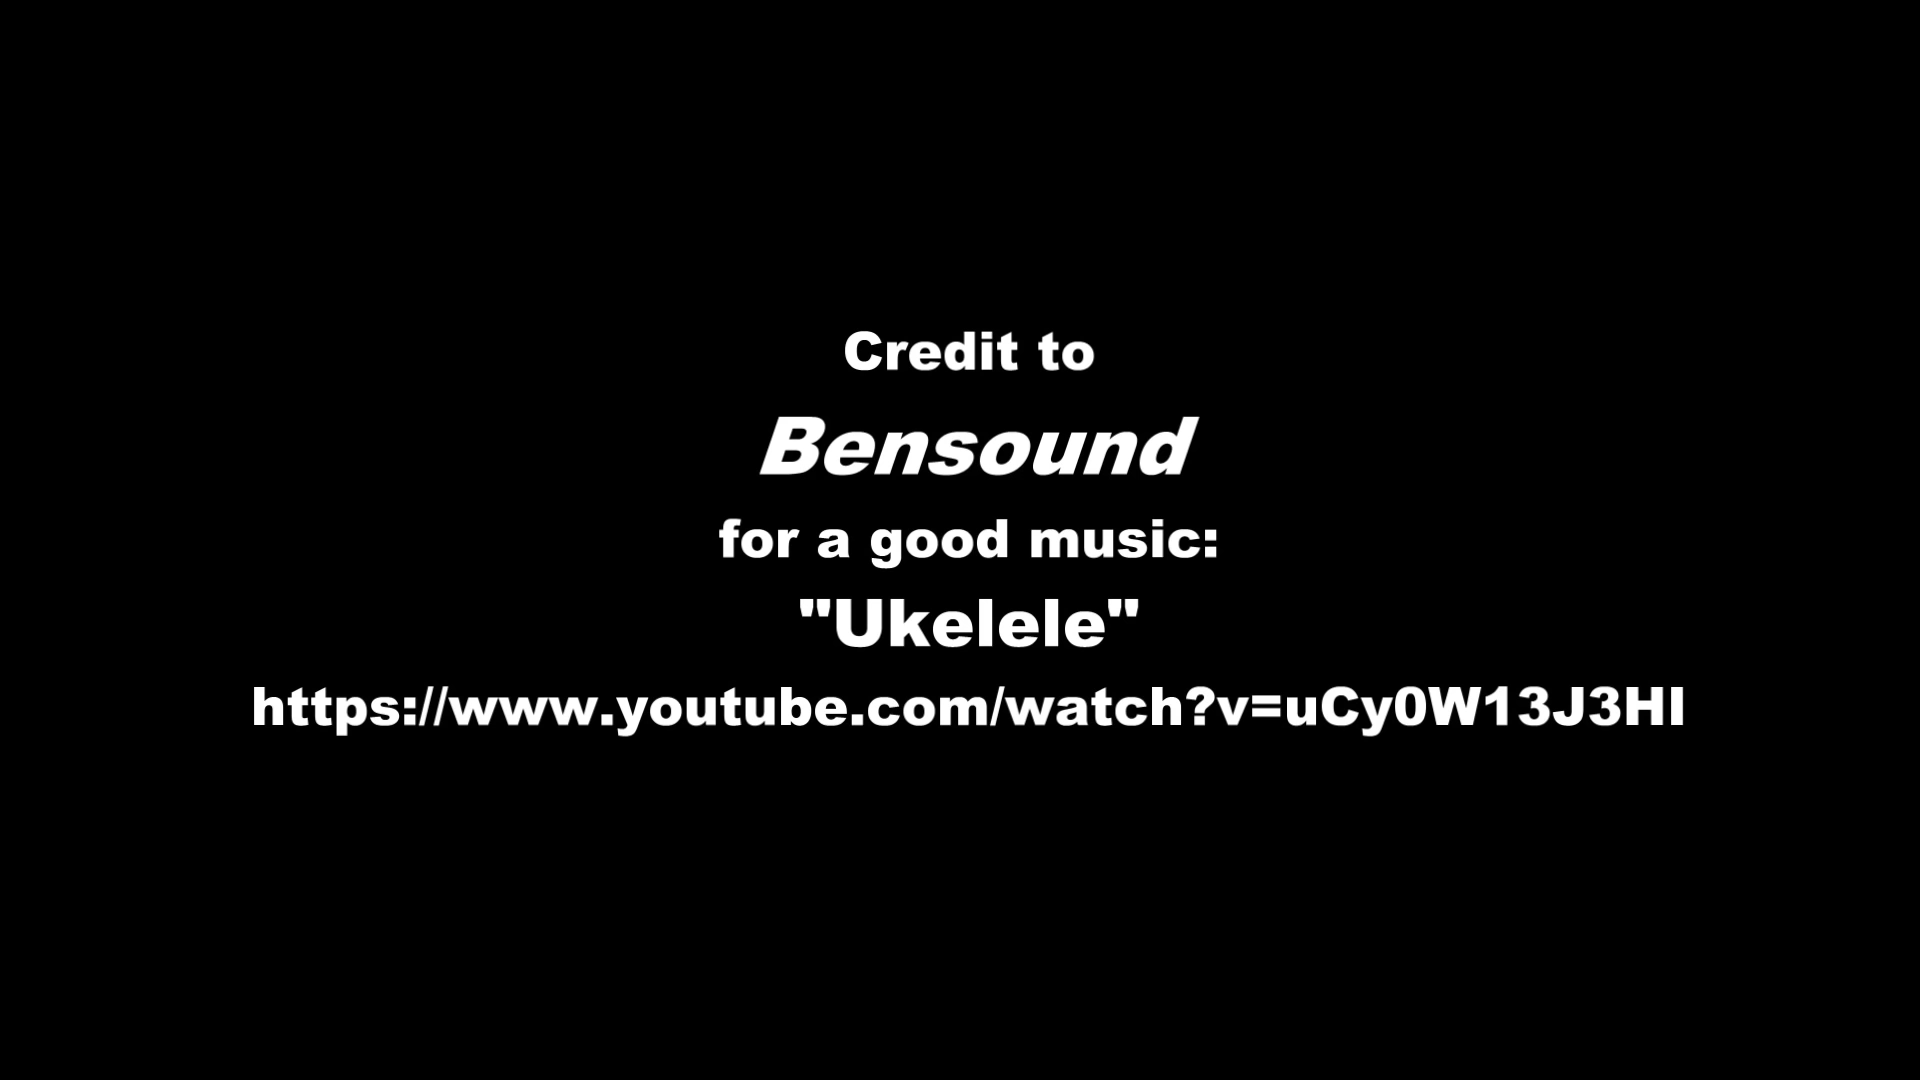 Credit to
Bensound
for a good music:
"Ukelele"
https://www.youtube.com/watch?v=uCy0W13J3HI